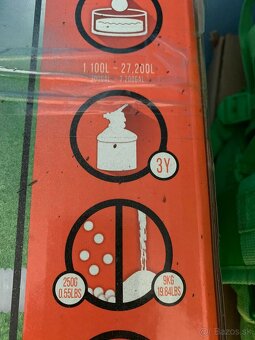 1.100L - 27,200L
3Y
250G
0.55LBS
9KG
19.84LBS
bazos.sk